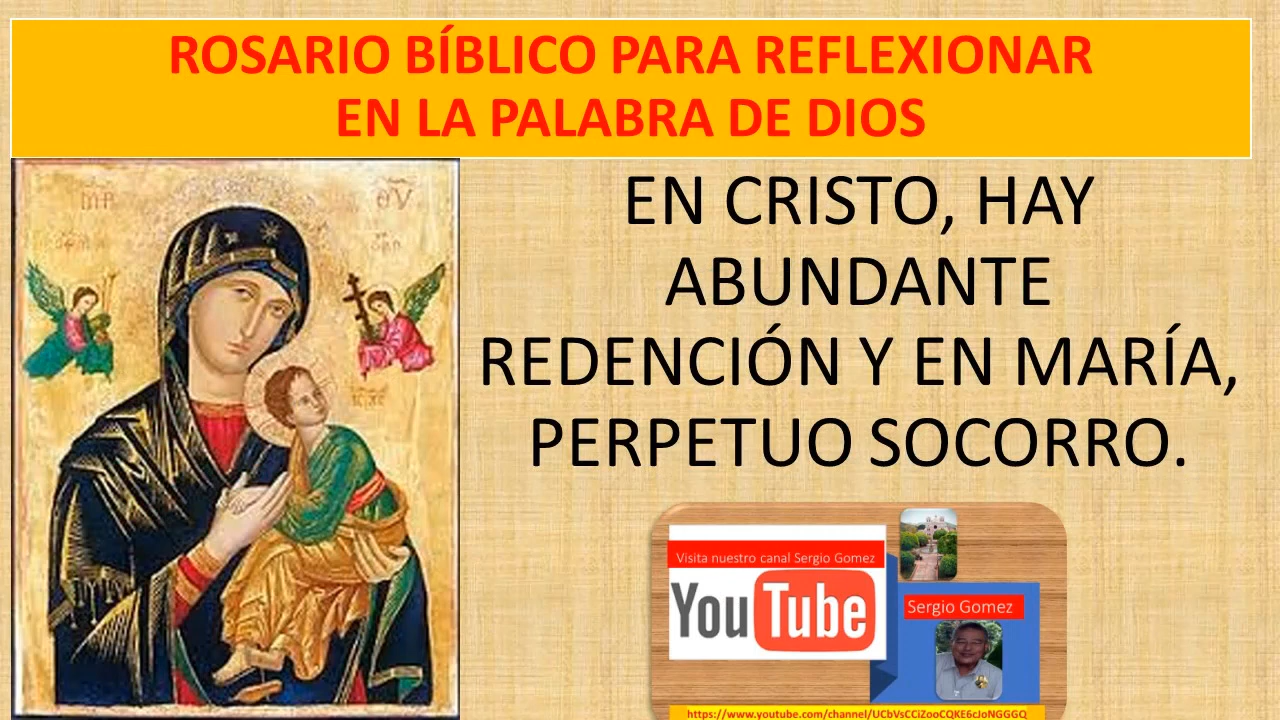 ROSARIO BÍBLICO PARA REFLEXIONAR
EN LA PALABRA DE DIOS
EN CRISTO, HAY
ABUNDANTE
REDENCIÓN Y EN MARÍA,
PERPETUO SOCORRO.
Visita nuestro canal Sergio Gomez
YouTube
Sergio Gomez
https://www.youtube.com/channel/UCbVsCCiZooCQKE6cJoNGGGQ